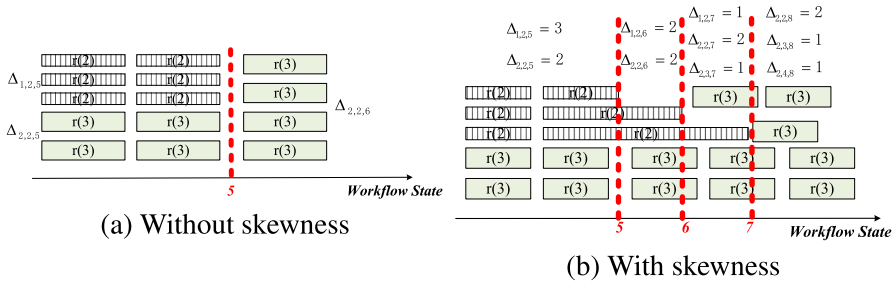 r(2) r(2) r(3)
Δ1,2,5 r(2) r(2) r(3)
r(2) r(2) Δ2,2,6
Δ2,2,5 r(3) r(3) r(3)
r(3) r(3) r(3)
5 Workflow State
(a) Without skewness
Δ1,2,5 = 3 Δ1,2,6 = 2 Δ1,2,7 = 1 Δ2,2,8 = 2
Δ2,2,5 = 2 Δ2,2,6 = 2 Δ2,2,7 = 2 Δ2,3,8 = 1
Δ2,3,7 = 1 Δ2,4,8 = 1
r(2) r(2) r(3) r(3)
r(2) r(2)
r(2) r(2) r(3)
r(3) r(3) r(3) r(3) r(3)
r(3) r(3) r(3) r(3) r(3)
5 6 7
Workflow State
(b) With skewness